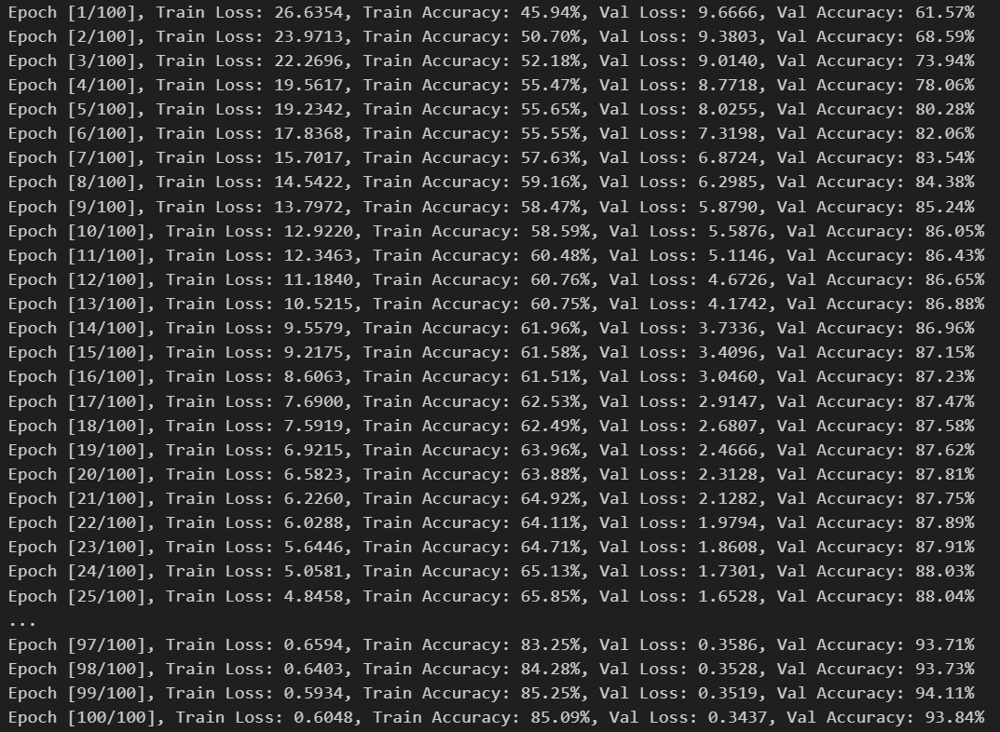 Epoch [1/100], Train Loss: 26.6354, Train Accuracy: 45.94%, Val Loss: 9.6666, Val Accuracy: 61.57%
Epoch [2/100], Train Loss: 23.9713, Train Accuracy: 50.70%, Val Loss: 9.3803, Val Accuracy: 68.59%
Epoch [3/100], Train Loss: 22.2696, Train Accuracy: 52.18%, Val Loss: 9.0140, Val Accuracy: 73.94%
Epoch [4/100], Train Loss: 19.5617, Train Accuracy: 55.47%, Val Loss: 8.7718, Val Accuracy: 78.06%
Epoch [5/100], Train Loss: 19.2342, Train Accuracy: 55.65%, Val Loss: 8.0255, Val Accuracy: 80.28%
Epoch [6/100], Train Loss: 17.8368, Train Accuracy: 55.55%, Val Loss: 7.3198, Val Accuracy: 82.06%
Epoch [7/100], Train Loss: 15.7017, Train Accuracy: 57.63%, Val Loss: 6.8724, Val Accuracy: 83.54%
Epoch [8/100], Train Loss: 14.5422, Train Accuracy: 59.16%, Val Loss: 6.2985, Val Accuracy: 84.38%
Epoch [9/100], Train Loss: 13.7972, Train Accuracy: 58.47%, Val Loss: 5.8790, Val Accuracy: 85.24%
Epoch [10/100], Train Loss: 12.9220, Train Accuracy: 58.59%, Val Loss: 5.5876, Val Accuracy: 86.05%
Epoch [11/100], Train Loss: 12.3463, Train Accuracy: 60.48%, Val Loss: 5.1146, Val Accuracy: 86.43%
Epoch [12/100], Train Loss: 11.1840, Train Accuracy: 60.76%, Val Loss: 4.6726, Val Accuracy: 86.65%
Epoch [13/100], Train Loss: 10.5215, Train Accuracy: 60.75%, Val Loss: 4.1742, Val Accuracy: 86.88%
Epoch [14/100], Train Loss: 9.5579, Train Accuracy: 61.96%, Val Loss: 3.7336, Val Accuracy: 86.96%
Epoch [15/100], Train Loss: 9.2175, Train Accuracy: 61.58%, Val Loss: 3.4096, Val Accuracy: 87.15%
Epoch [16/100], Train Loss: 8.6063, Train Accuracy: 61.51%, Val Loss: 3.0460, Val Accuracy: 87.23%
Epoch [17/100], Train Loss: 7.6900, Train Accuracy: 62.53%, Val Loss: 2.9147, Val Accuracy: 87.47%
Epoch [18/100], Train Loss: 7.5919, Train Accuracy: 62.49%, Val Loss: 2.6807, Val Accuracy: 87.58%
Epoch [19/100], Train Loss: 6.9215, Train Accuracy: 63.96%, Val Loss: 2.4666, Val Accuracy: 87.62%
Epoch [20/100], Train Loss: 6.5823, Train Accuracy: 63.88%, Val Loss: 2.3128, Val Accuracy: 87.81%
Epoch [21/100], Train Loss: 6.2260, Train Accuracy: 64.92%, Val Loss: 2.1282, Val Accuracy: 87.75%
Epoch [22/100], Train Loss: 6.0288, Train Accuracy: 64.11%, Val Loss: 1.9794, Val Accuracy: 87.89%
Epoch [23/100], Train Loss: 5.6446, Train Accuracy: 64.71%, Val Loss: 1.8608, Val Accuracy: 87.91%
Epoch [24/100], Train Loss: 5.0581, Train Accuracy: 65.13%, Val Loss: 1.7301, Val Accuracy: 88.03%
Epoch [25/100], Train Loss: 4.8458, Train Accuracy: 65.85%, Val Loss: 1.6528, Val Accuracy: 88.04%
...
Epoch [97/100], Train Loss: 0.6594, Train Accuracy: 83.25%, Val Loss: 0.3586, Val Accuracy: 93.71%
Epoch [98/100], Train Loss: 0.6403, Train Accuracy: 84.28%, Val Loss: 0.3528, Val Accuracy: 93.73%
Epoch [99/100], Train Loss: 0.5934, Train Accuracy: 85.25%, Val Loss: 0.3519, Val Accuracy: 94.11%
Epoch [100/100], Train Loss: 0.6048, Train Accuracy: 85.09%, Val Loss: 0.3437, Val Accuracy: 93.84%